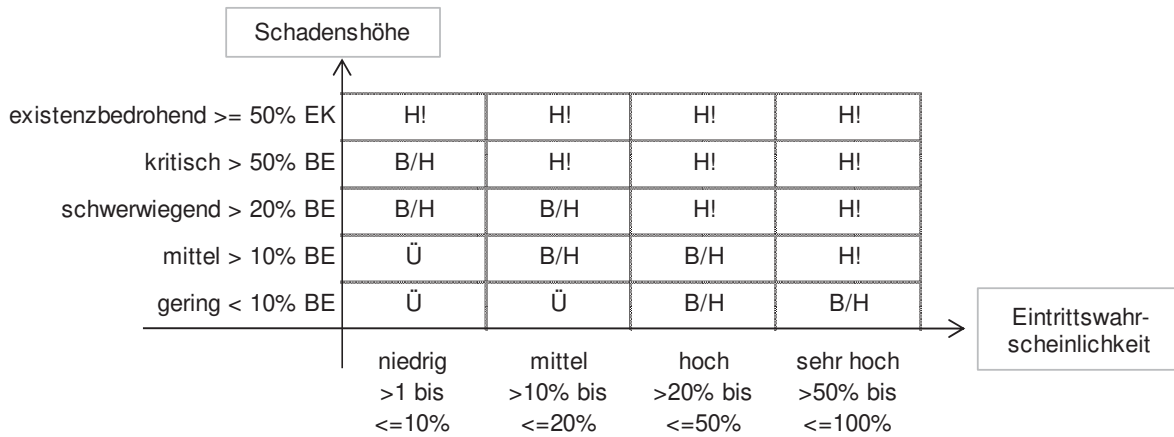 Schadenshöhe
existenzbedrohend >= 50% EK H! H! H! H!
kritisch > 50% BE B/H H! H! H!
schwerwiegend > 20% BE B/H B/H H! H!
mittel > 10% BE Ü B/H B/H H!
gering < 10% BE Ü Ü B/H B/H
Eintrittswahr-
scheinlichkeit
niedrig mittel hoch sehr hoch
>1 bis >10% bis >20% bis >50% bis
<=10% <=20% <=50% <=100%